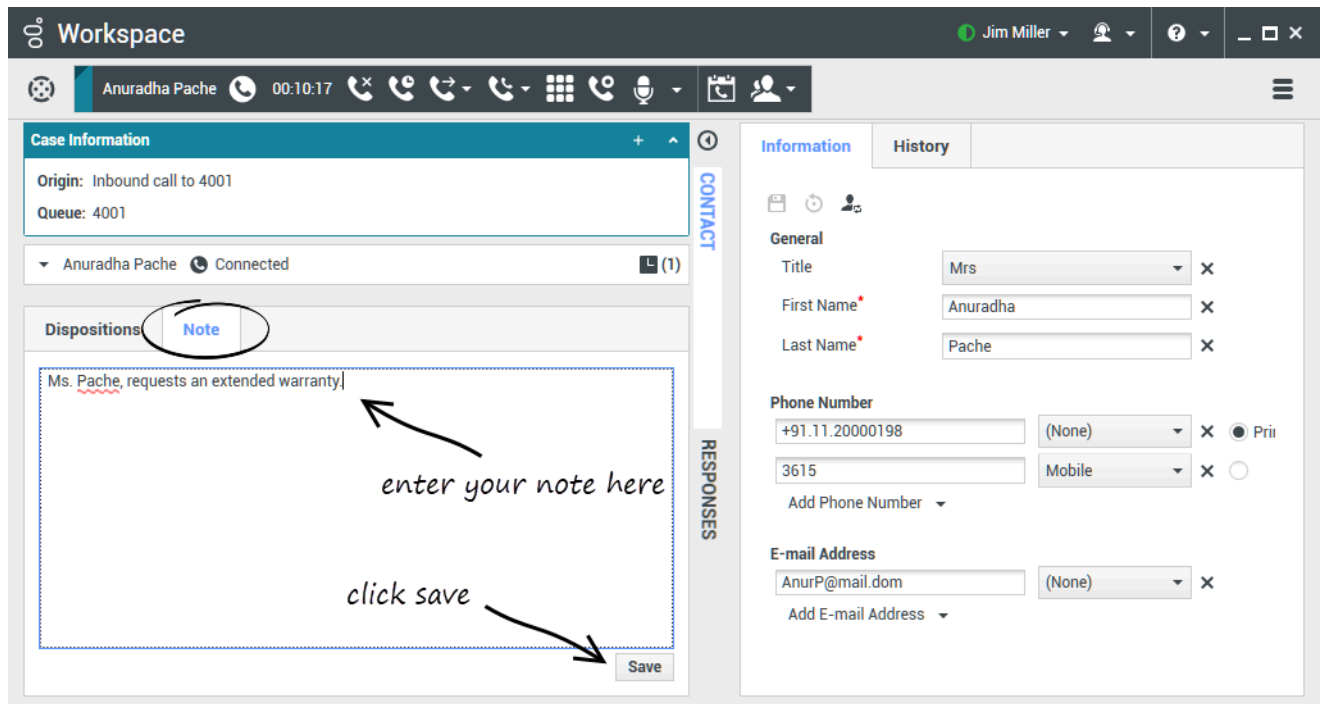 Workspace
Jim Miller
Anuradha Pache 00:10:17
Case Information
Origin: Inbound call to 4001
Queue: 4001
Anuradha Pache Connected (1)
Dispositions Note
Ms. Pache, requests an extended warranty.
enter your note here
click save
Save
CONTACT
RESPONSES
Information History
General
Title Mrs
First Name* Anuradha
Last Name* Pache
Phone Number
+91.11.20000198 (None) Pri
3615 Mobile
Add Phone Number
E-mail Address
AnurP@mail.dom (None)
Add E-mail Address